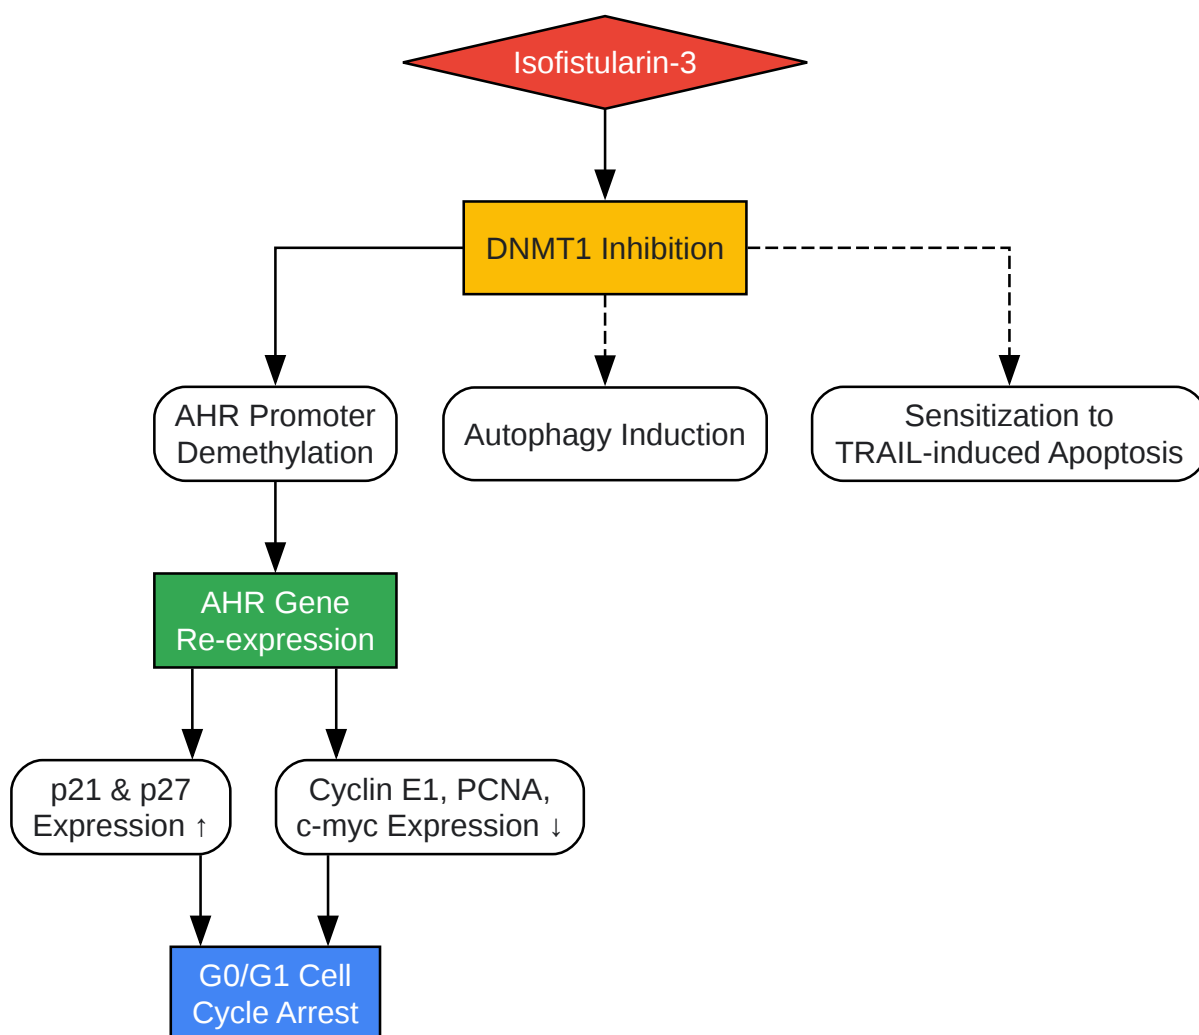 Isofistularin-3
DNMT1 Inhibition
AHR Promoter
Demethylation
Autophagy Induction
Sensitization to
TRAIL-induced Apoptosis
AHR Gene
Re-expression
p21 & p27
Expression ↑
Cyclin E1, PCNA,
c-myc Expression ↓
G0/G1 Cell
Cycle Arrest